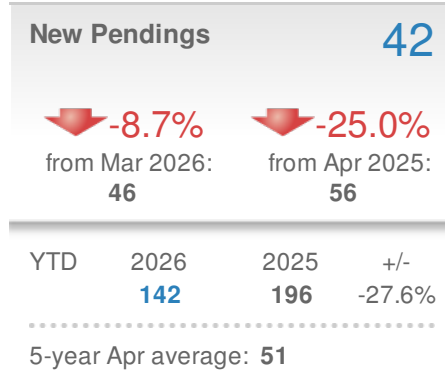 New Pendings 42
-8.7% -25.0%
from Mar 2026: from Apr 2025:
46 56
YTD 2026 2025 +/-
142 196 -27.6%
5-year Apr average: 51